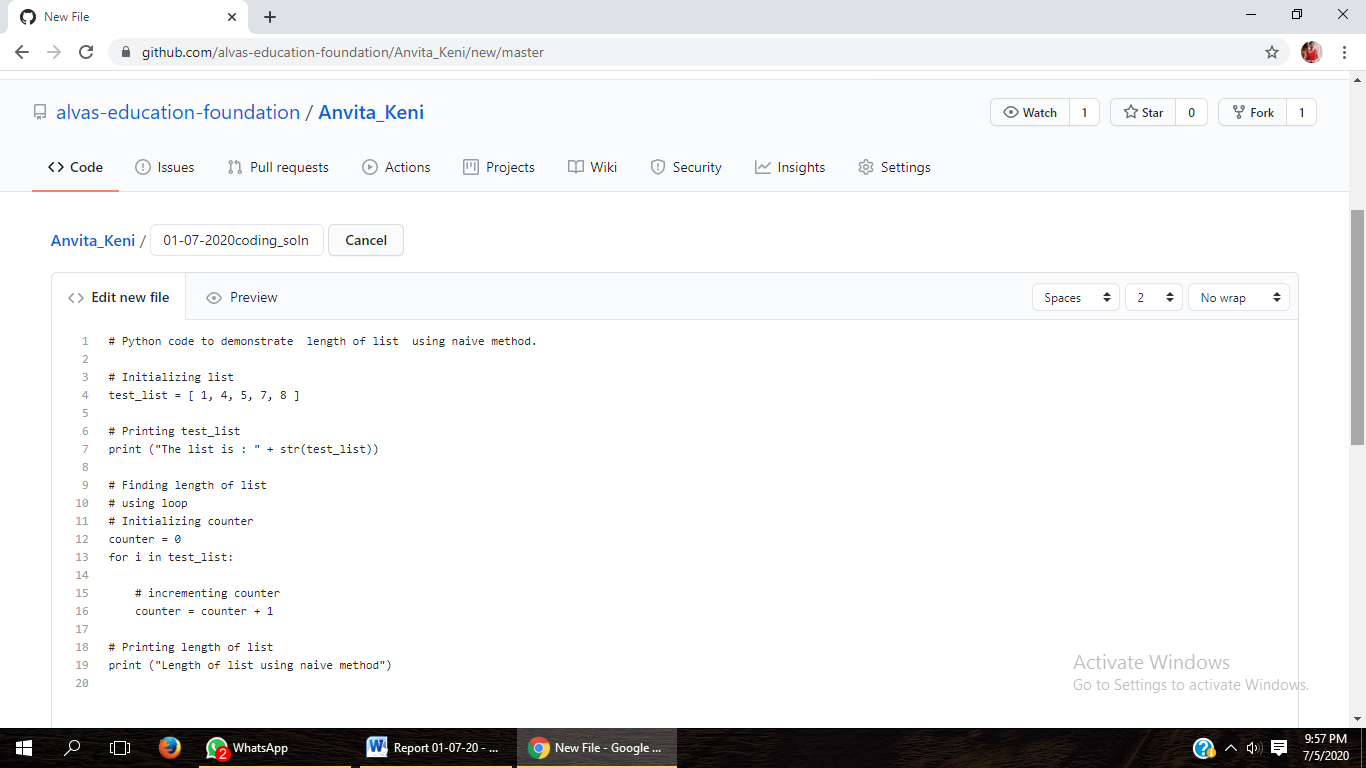 New File
github.com/alvas-education-foundation/Anvita_Keni/new/master
alvas-education-foundation / Anvita_Keni
Watch 1 Star 0 Fork 1
Code Issues Pull requests Actions Projects Wiki Security Insights Settings
Anvita_Keni / 01-07-2020coding_soln Cancel
<> Edit new file Preview Spaces 2 No wrap
1 # Python code to demonstrate  length of list  using naive method.
2
3 # Initializing list
4 test_list = [ 1, 4, 5, 7, 8 ]
5
6 # Printing test_list
7 print ("The list is : " + str(test_list))
8
9 # Finding length of list
10 # using loop
11 # Initializing counter
12 counter = 0
13 for i in test_list:
14
15     # incrementing counter
16     counter = counter + 1
17
18 # Printing length of list
19 print ("Length of list using naive method")
20
Activate Windows
Go to Settings to activate Windows.
2 WhatsApp Report 01-07-20 - ... New File - Google ... 9:57 PM
7/5/2020